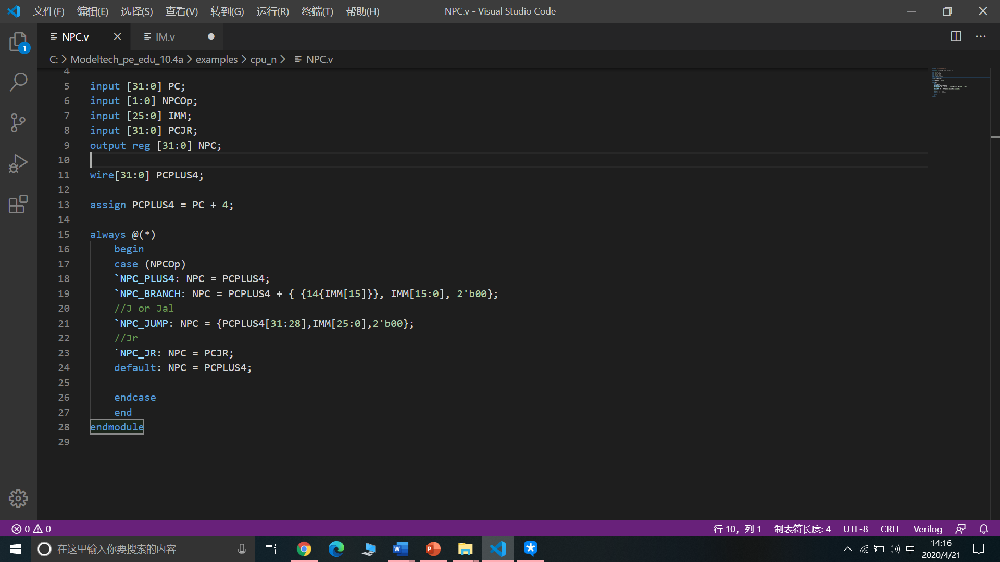 文件(F) 编辑(E) 选择(S) 查看(V) 转到(G) 运行(R) 终端(T) 帮助(H) NPC.v - Visual Studio Code
NPC.v IM.v
C: > Modeltech_pe_edu_10.4a > examples > cpu_n > NPC.v
1
4
5 input [31:0] PC;
6 input [1:0] NPCOp;
7 input [25:0] IMM;
8 input [31:0] PCJR;
9 output reg [31:0] NPC;
10
11 wire[31:0] PCPLUS4;
12
13 assign PCPLUS4 = PC + 4;
14
15 always @(*)
16 begin
17 case (NPCOp)
18 `NPC_PLUS4: NPC = PCPLUS4;
19 `NPC_BRANCH: NPC = PCPLUS4 + { {14{IMM[15]}}, IMM[15:0], 2'b00};
20 //J or Jal
21 `NPC_JUMP: NPC = {PCPLUS4[31:28],IMM[25:0],2'b00};
22 //Jr
23 `NPC_JR: NPC = PCJR;
24 default: NPC = PCPLUS4;
25
26 endcase
27 end
28 endmodule
29
0 0 行 10，列 1 制表符长度: 4 UTF-8 CRLF Verilog
在这里输入你要搜索的内容 中 14:16
2020/4/21